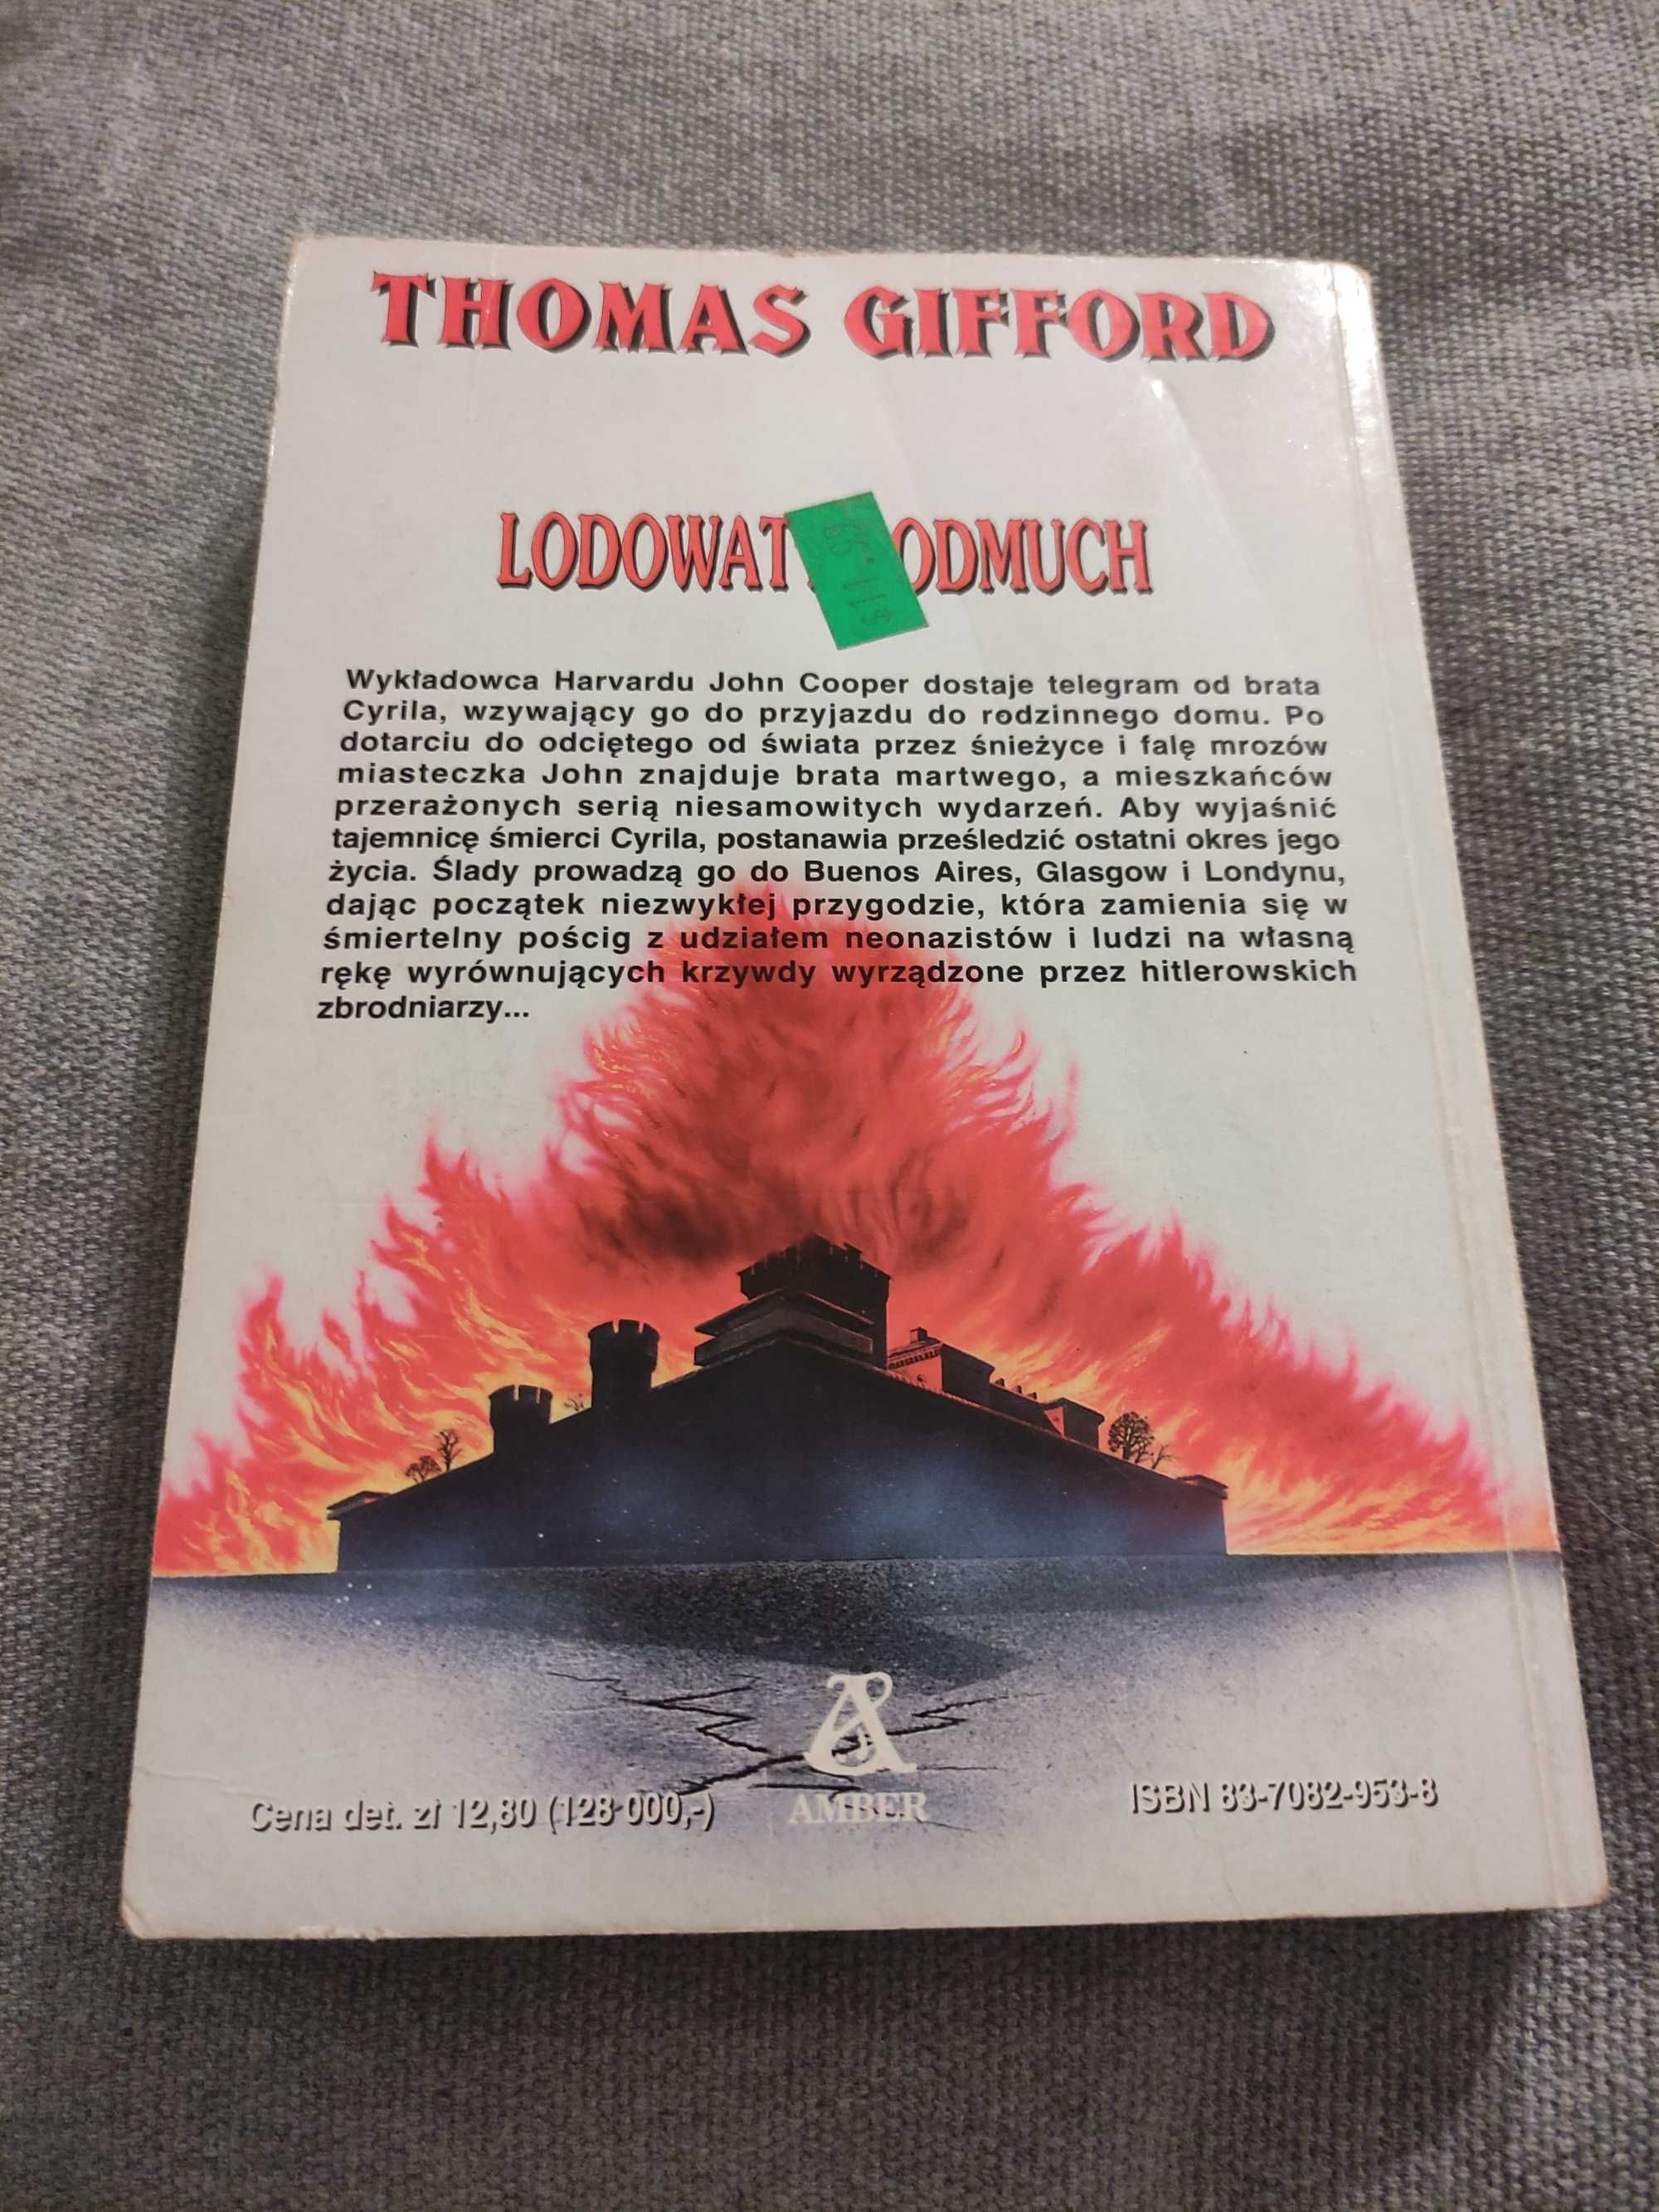 THOMAS GIFFORD
LODOWAT ODMUCH
$11.99
Wykładowca Harvardu John Cooper dostaje telegram od brata
Cyrila, wzywający go do przyjazdu do rodzinnego domu. Po
dotarciu do odciętego od świata przez śnieżyce i falę mrozów
miasteczka John znajduje brata martwego, a mieszkańców
przerażonych serią niesamowitych wydarzeń. Aby wyjaśnić
tajemnicę śmierci Cyrila, postanawia prześledzić ostatni okres jego
życia. Ślady prowadzą go do Buenos Aires, Glasgow i Londynu,
dając początek niezwykłej przygodzie, która zamienia się w
śmiertelny pościg z udziałem neonazistów i ludzi na własną
rękę wyrównujących krzywdy wyrządzone przez hitlerowskich
zbrodniarzy...
AMBER
Cena det. zł 12,80 (128 000,-)
ISBN 83-7082-953-8